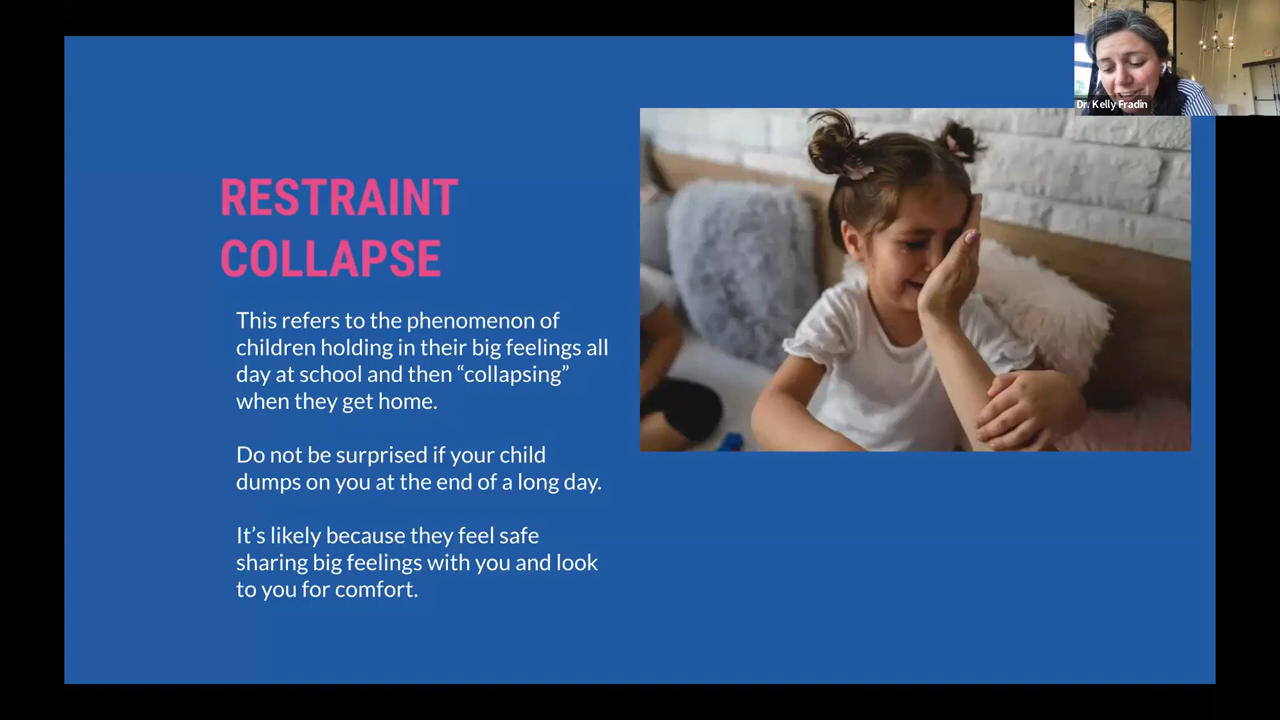 Dr. Kelly Fradin
RESTRAINT
COLLAPSE
This refers to the phenomenon of
children holding in their big feelings all
day at school and then “collapsing”
when they get home.
Do not be surprised if your child
dumps on you at the end of a long day.
It’s likely because they feel safe
sharing big feelings with you and look
to you for comfort.